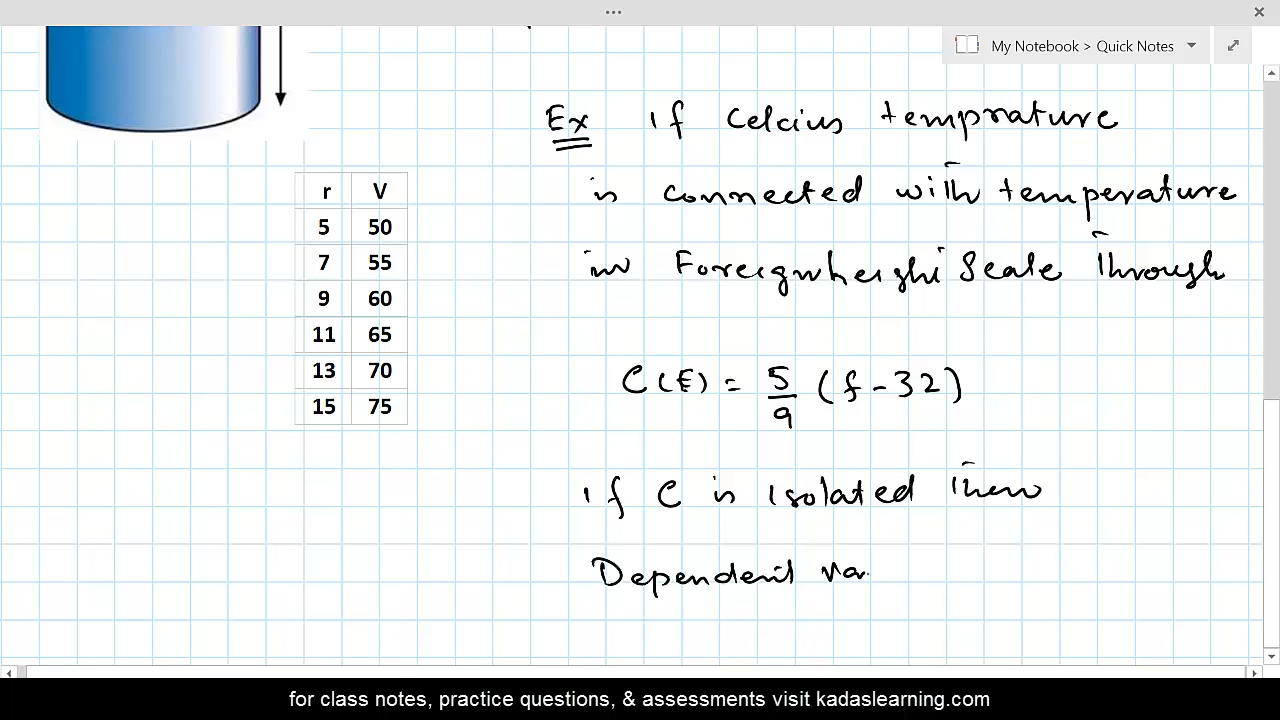 My Notebook > Quick Notes
Ex If Celcius temprature
is connected with temperature
in Foreignheight Scale Through
C(F) = 5/9 (f - 32)
If C is Isolated Then
Dependent Va
r V
5 50
7 55
9 60
11 65
13 70
15 75
for class notes, practice questions, & assessments visit kadaslearning.com